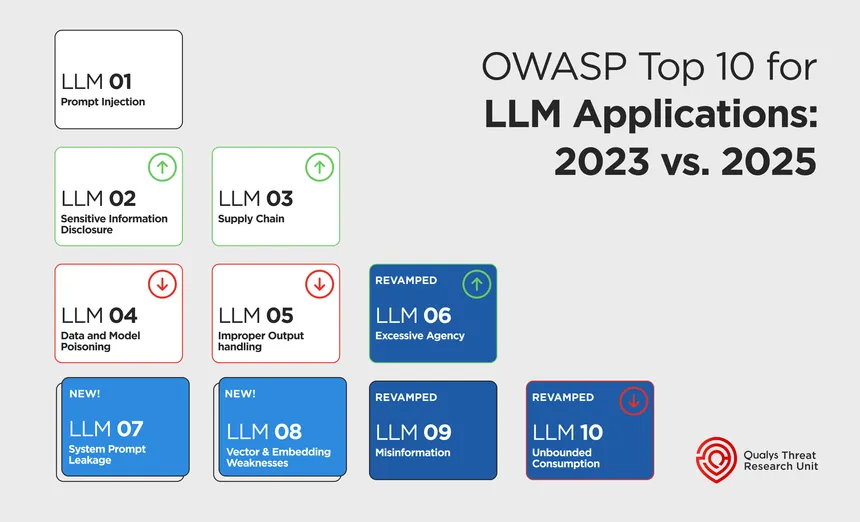 OWASP Top 10 for
LLM Applications:
2023 vs. 2025
LLM 01
Prompt Injection
LLM 02
Sensitive Information
Disclosure
LLM 03
Supply Chain
LLM 04
Data and Model
Poisoning
LLM 05
Improper Output
handling
REVAMPED
LLM 06
Excessive Agency
NEW!
LLM 07
System Prompt
Leakage
NEW!
LLM 08
Vector & Embedding
Weaknesses
REVAMPED
LLM 09
Misinformation
REVAMPED
LLM 10
Unbounded
Consumption
Qualys Threat
Research Unit